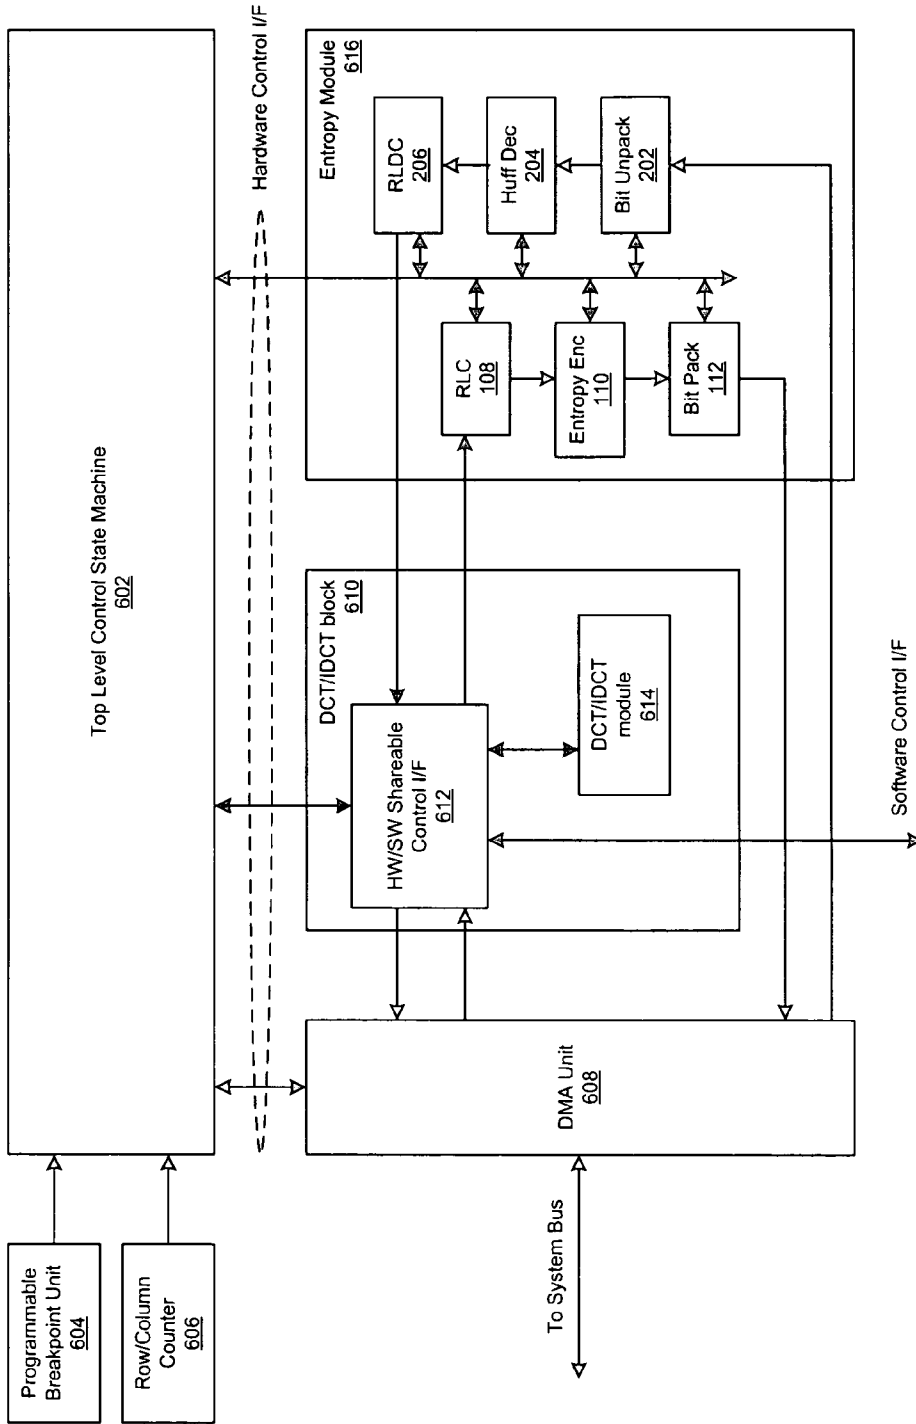 Programmable
Breakpoint Unit
604
Row/Column
Counter
606
Top Level Control State Machine
602
Hardware Control I/F
To System Bus
DMA Unit
608
DCT/IDCT block
610
HW/SW Shareable
Control I/F
612
DCT/IDCT
module
614
Software Control I/F
Entropy Module
616
RLC
108
Entropy Enc
110
Bit Pack
112
RLDC
206
Huff Dec
204
Bit Unpack
202